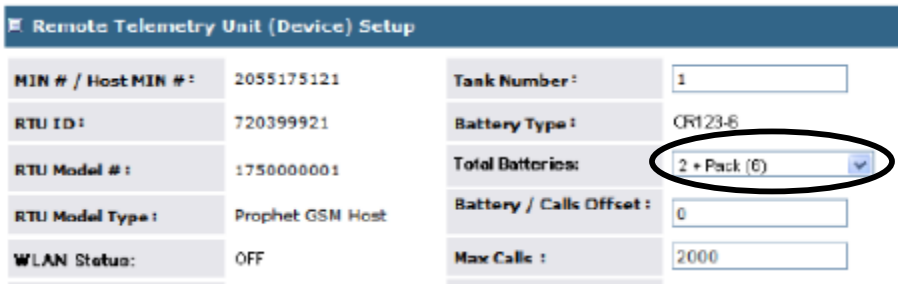 Remote Telemetry Unit (Device) Setup
MIN # / Host MIN #: 2055175121 Tank Number: 1
RTU ID: 720399921 Battery Type: CR123-6
RTU Model #: 1750000001 Total Batteries: 2 + Pack (6)
RTU Model Type: Prophet GSM Host Battery / Calls Offset: 0
WLAN Status: OFF Max Calls : 2000